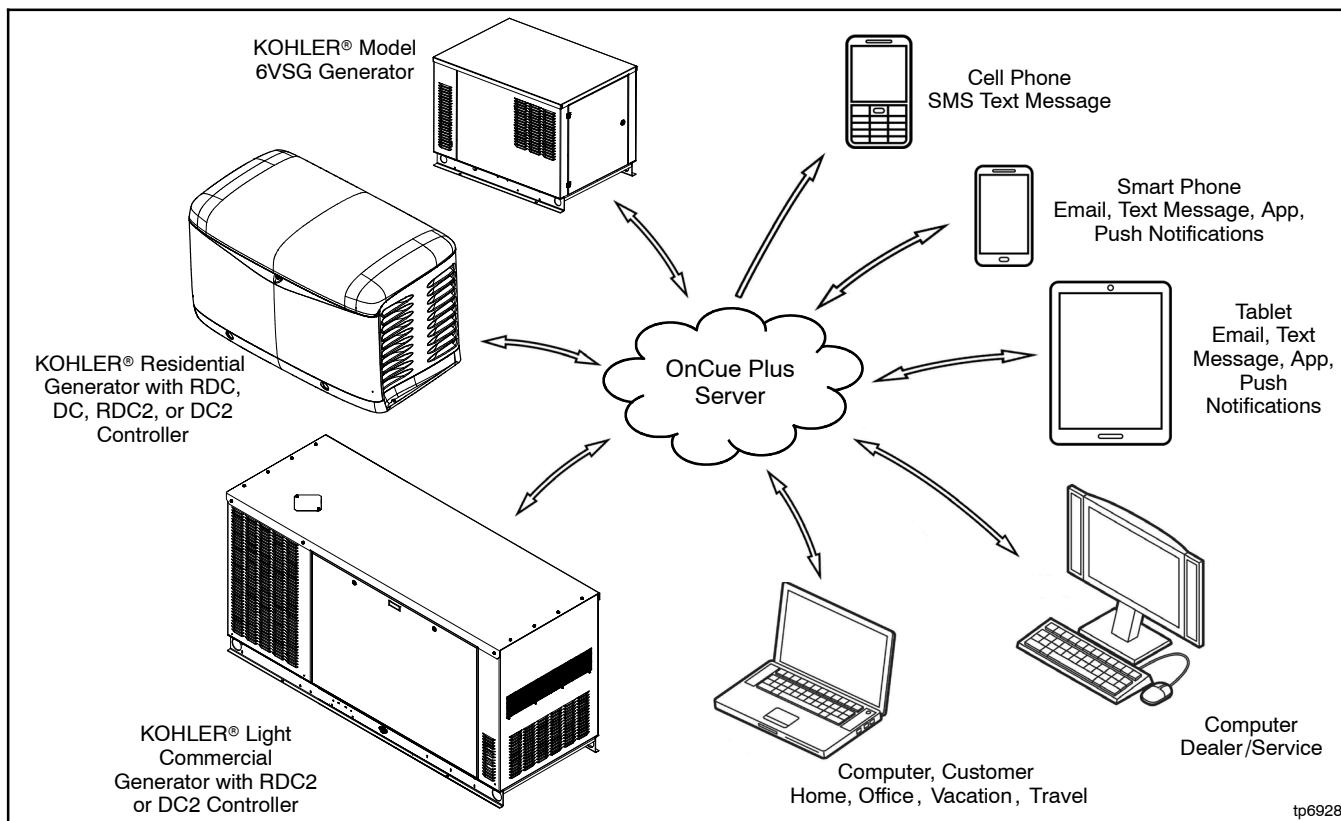 KOHLER® Model
6VSG Generator
Cell Phone
SMS Text Message
Smart Phone
Email, Text Message, App,
Push Notifications
KOHLER® Residential
Generator with RDC,
DC, RDC2, or DC2
Controller
OnCue Plus
Server
Tablet
Email, Text
Message, App,
Push
Notifications
KOHLER® Light
Commercial
Generator with RDC2
or DC2 Controller
Computer, Customer
Home, Office, Vacation, Travel
Computer
Dealer/Service
tp6928